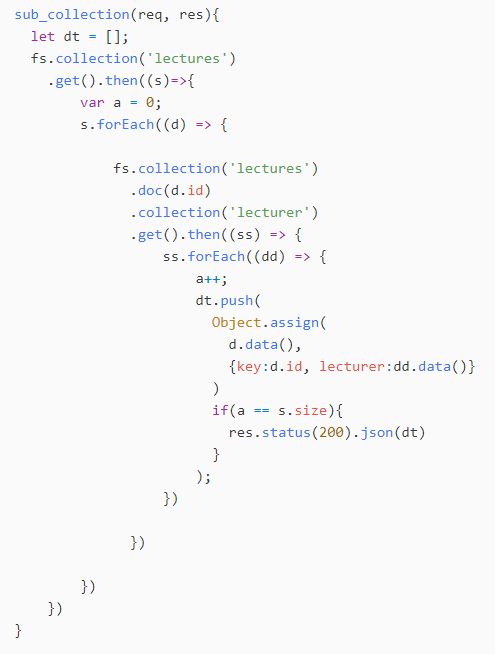 sub_collection(req, res){
  let dt = [];
  fs.collection('lectures')
    .get().then((s)=>{
        var a = 0;
        s.forEach((d) => {

            fs.collection('lectures')
              .doc(d.id)
              .collection('lecturer')
              .get().then((ss) => {
                  ss.forEach((dd) => {
                      a++;
                      dt.push(
                        Object.assign(
                          d.data(),
                          {key:d.id, lecturer:dd.data()}
                        )
                        if(a == s.size){
                          res.status(200).json(dt)
                        }
                      );
                  })

              })

        })
    })
}